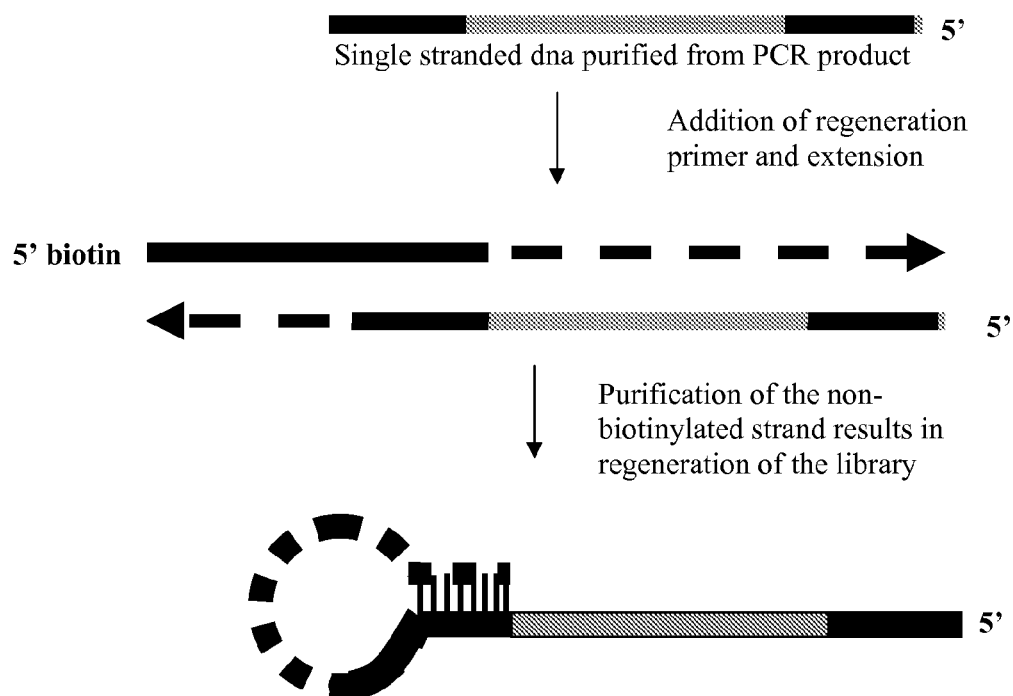 5’
Single stranded dna purified from PCR product
Addition of regeneration
primer and extension
5’ biotin
5’
Purification of the non-
biotinylated strand results in
regeneration of the library
5’